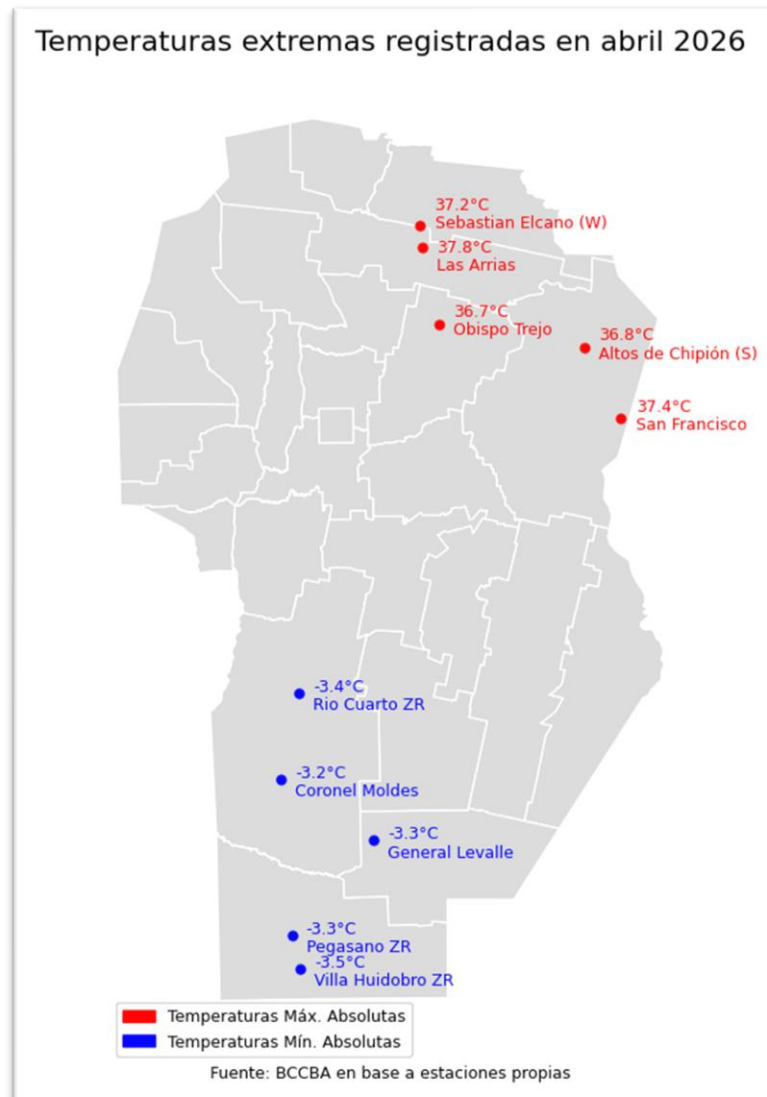 Temperaturas extremas registradas en abril 2026
37.2°C
Sebastian Elcano (W)
37.8°C
Las Arrias
36.7°C
Obispo Trejo
36.8°C
Altos de Chipión (S)
37.4°C
San Francisco
-3.4°C
Rio Cuarto ZR
-3.2°C
Coronel Moldes
-3.3°C
General Levalle
-3.3°C
Pegasano ZR
-3.5°C
Villa Huidobro ZR
Temperaturas Máx. Absolutas
Temperaturas Mín. Absolutas
Fuente: BCCBA en base a estaciones propias